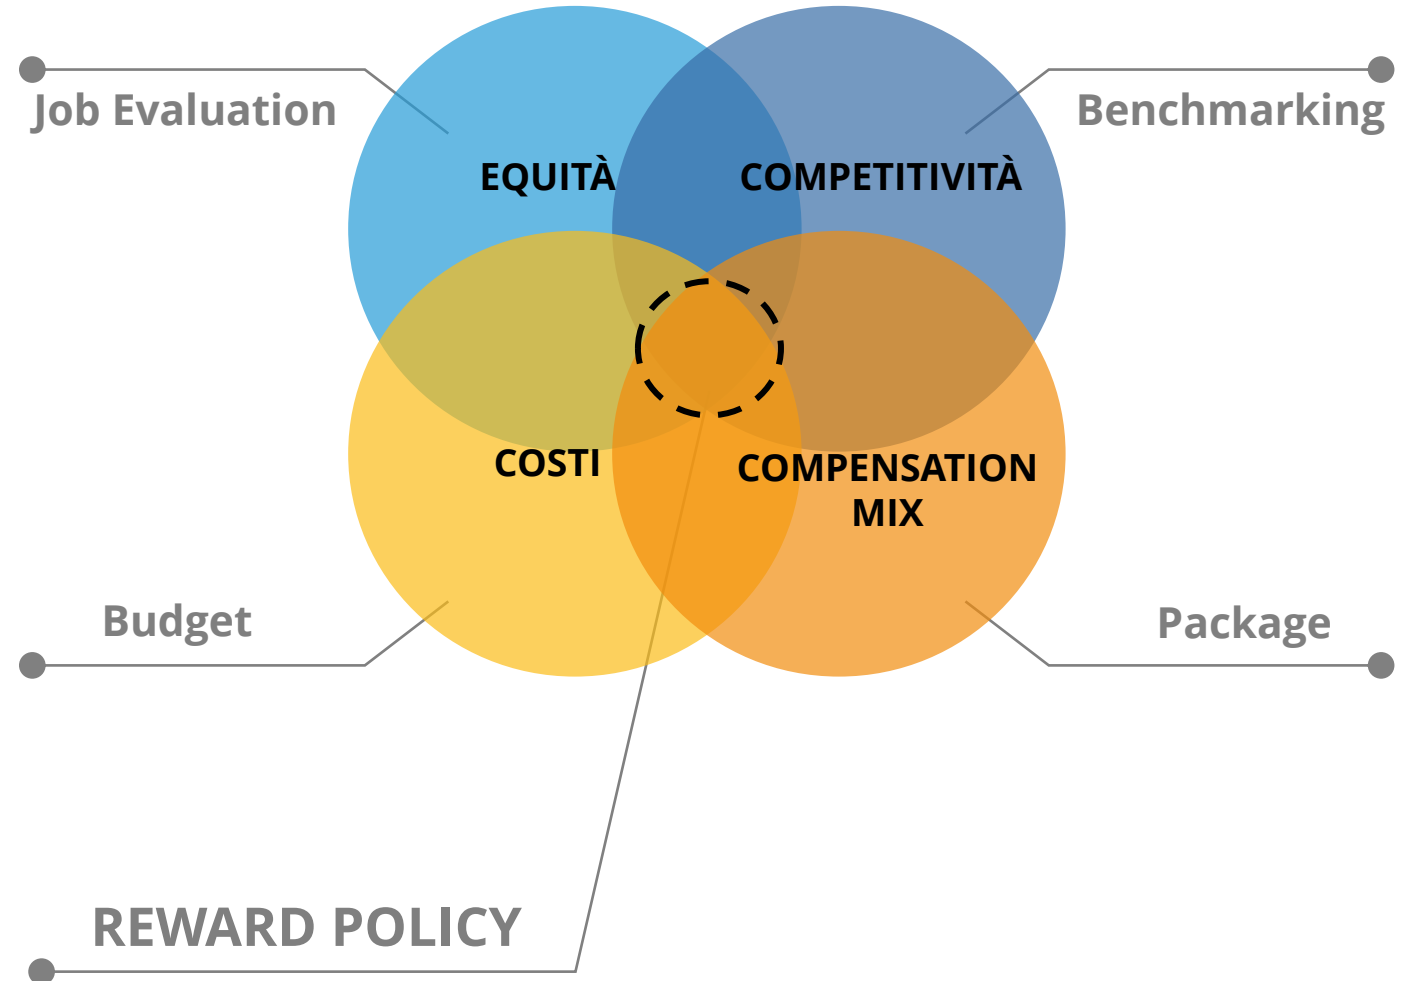 Job Evaluation
Benchmarking
EQUITÀ
COMPETITIVITÀ
COSTI
COMPENSATION
MIX
Budget
Package
REWARD POLICY